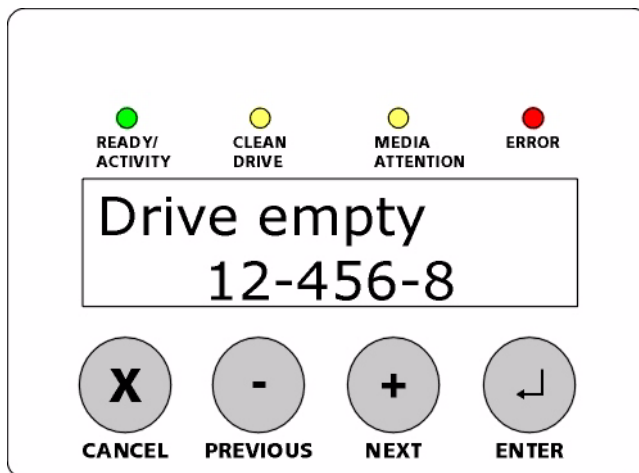 READY/ CLEAN MEDIA ERROR
ACTIVITY DRIVE ATTENTION
Drive empty
12-456-8
X - +
CANCEL PREVIOUS NEXT ENTER